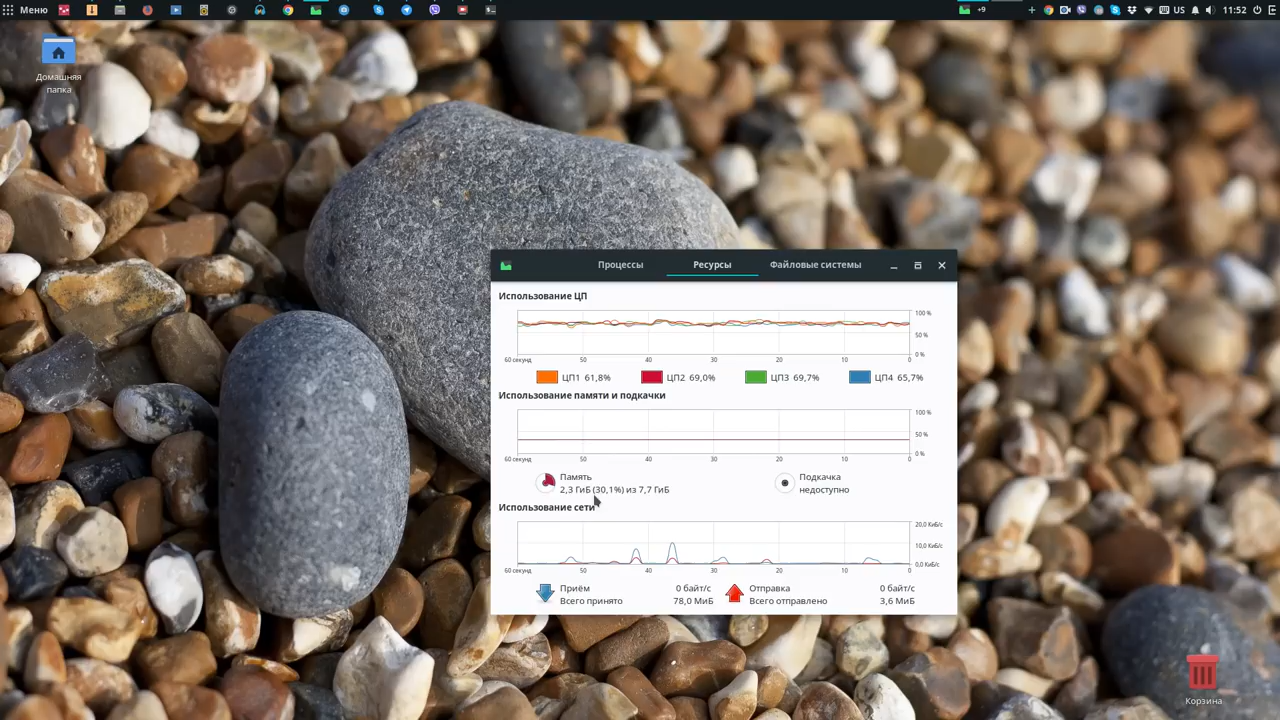 Меню
+9
US
11:52
Домашняя
папка
Процессы
Ресурсы
Файловые системы
Использование ЦП
100 %
50 %
0 %
60 секунд 50 40 30 20 10 0
ЦП1 61,8%
ЦП2 69,0%
ЦП3 69,7%
ЦП4 65,7%
Использование памяти и подкачки
100 %
50 %
0 %
60 секунд 50 40 30 20 10 0
Память
2,3 ГиБ (30,1%) из 7,7 ГиБ
Подкачка
недоступно
Использование сети
20,0 КиБ/с
10,0 КиБ/с
0,0 КиБ/с
60 секунд 50 40 30 20 10 0
Приём 0 байт/с
Всего принято 78,0 МиБ
Отправка 0 байт/с
Всего отправлено 3,6 МиБ
Корзина